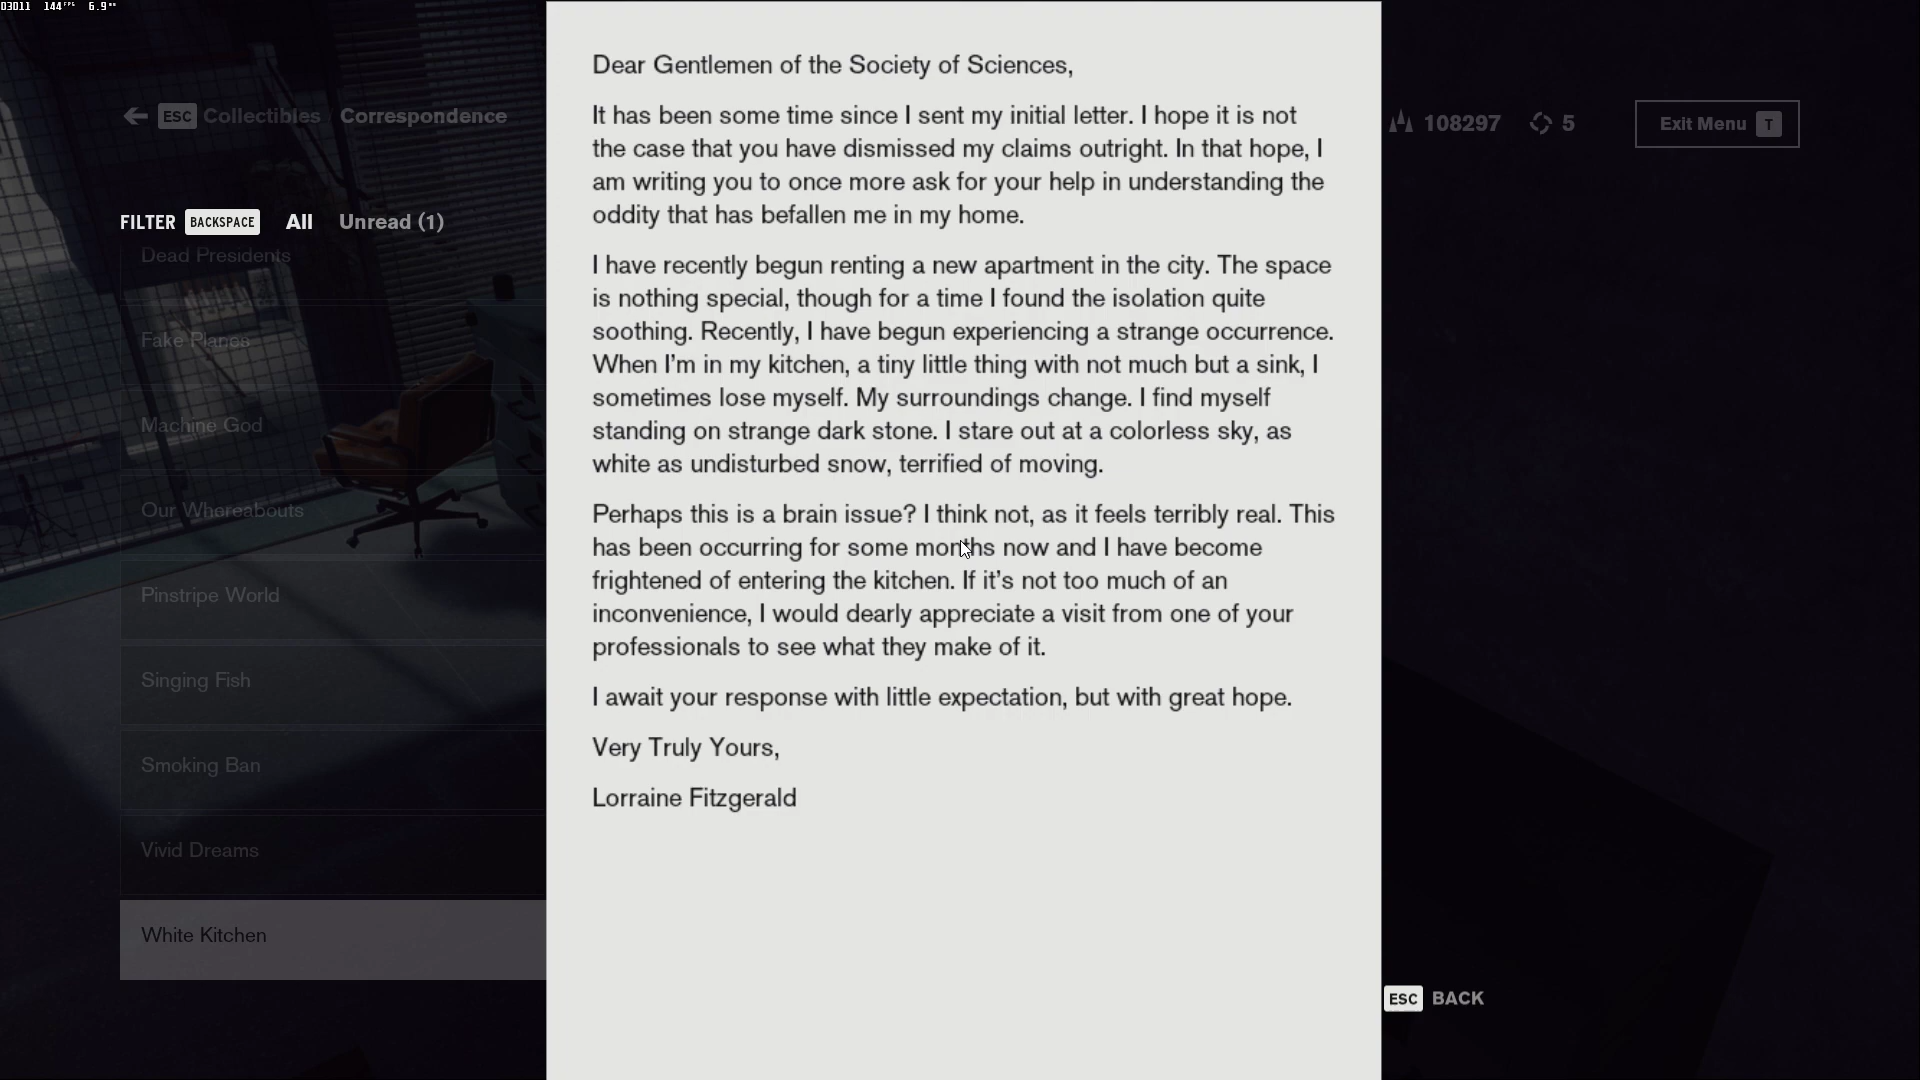 03011 144 FPS 6.9 ms
ESC Collectibles Correspondence
108297 5 Exit Menu T
FILTER BACKSPACE All Unread (1)
Dead Presidents
Fake Planes
Machine God
Our Whereabouts
Pinstripe World
Singing Fish
Smoking Ban
Vivid Dreams
White Kitchen
Dear Gentlemen of the Society of Sciences,
It has been some time since I sent my initial letter. I hope it is not
the case that you have dismissed my claims outright. In that hope, I
am writing you to once more ask for your help in understanding the
oddity that has befallen me in my home.
I have recently begun renting a new apartment in the city. The space
is nothing special, though for a time I found the isolation quite
soothing. Recently, I have begun experiencing a strange occurrence.
When I’m in my kitchen, a tiny little thing with not much but a sink, I
sometimes lose myself. My surroundings change. I find myself
standing on strange dark stone. I stare out at a colorless sky, as
white as undisturbed snow, terrified of moving.
Perhaps this is a brain issue? I think not, as it feels terribly real. This
has been occurring for some months now and I have become
frightened of entering the kitchen. If it’s not too much of an
inconvenience, I would dearly appreciate a visit from one of your
professionals to see what they make of it.
I await your response with little expectation, but with great hope.
Very Truly Yours,
Lorraine Fitzgerald
ESC BACK